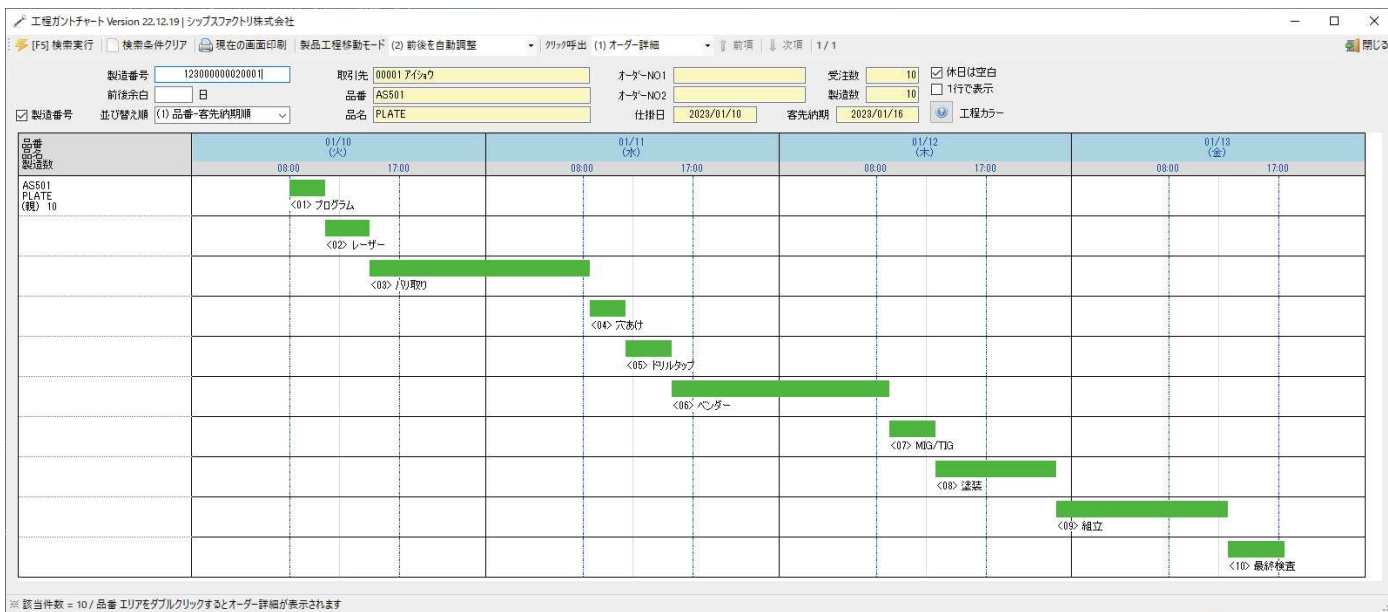 工程ガントチャート Version 22.12.19 | シップスファクトリ株式会社
[F5] 検索実行 検索条件クリア 現在の画面印刷 製品工程移動モード (2) 前後を自動調整 クリック呼出 (1) オーダー詳細 前項 次項 1/1 閉じる
製造番号 123000000020001 取引先 00001 アイショウ オーダーNO1 受注数 10 休日は空白
前後余白 日 品番 AS501 オーダーNO2 製造数 10 1行で表示
製造番号 並び替え順 (1) 品番-客先納期順 品名 PLATE 仕掛日 2023/01/10 客先納期 2023/01/16 工程カラー
品番
品名
製造数
01/10 01/11 01/12 01/13
(火) (水) (木) (金)
08:00 17:00 08:00 17:00 08:00 17:00 08:00 17:00
AS501
PLATE
(親) 10
<01> プログラム
<02> レーザー
<03> バリ取り
<04> 穴あけ
<05> ドリルタップ
<06> ベンダー
<07> MIG/TIG
<08> 塗装
<09> 組立
<10> 最終検査
※ 該当件数 = 10 / 品番 エリアをダブルクリックするとオーダー詳細が表示されます